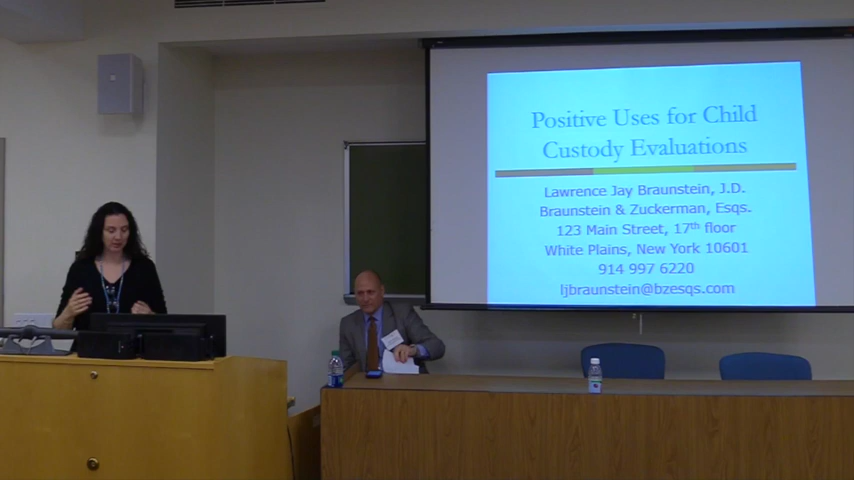 Positive Uses for Child
Custody Evaluations
Lawrence Jay Braunstein, J.D.
Braunstein & Zuckerman, Esqs.
123 Main Street, 17th floor
White Plains, New York 10601
914 997 6220
ljbraunstein@bzesqs.com